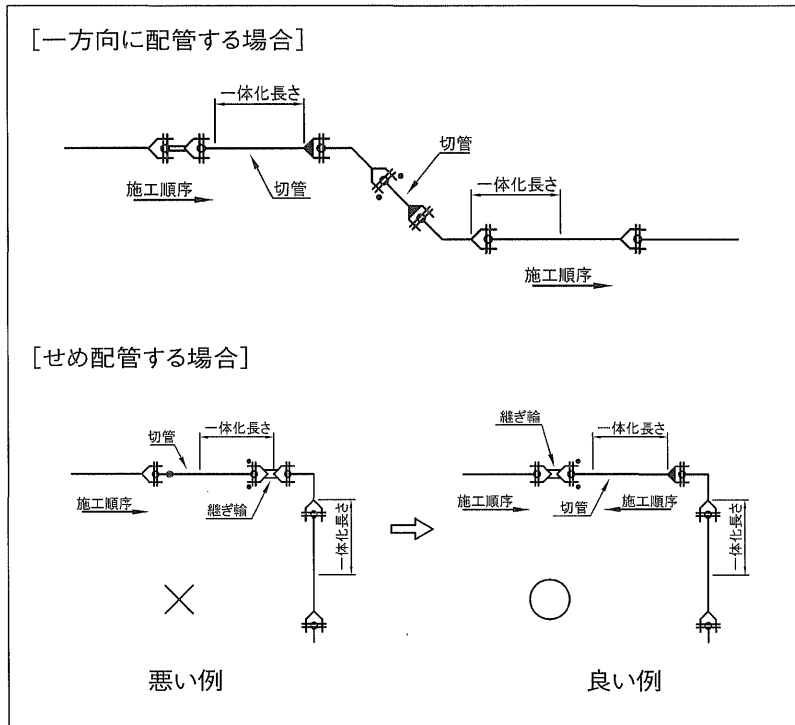 [一方向に配管する場合]
一体化長さ
切管
切管
施工順序
一体化長さ
施工順序
[せめ配管する場合]
切管
一体化長さ
継ぎ輪
施工順序
一体化長さ
継ぎ輪
一体化長さ
施工順序
切管
施工順序
一体化長さ
悪い例
良い例